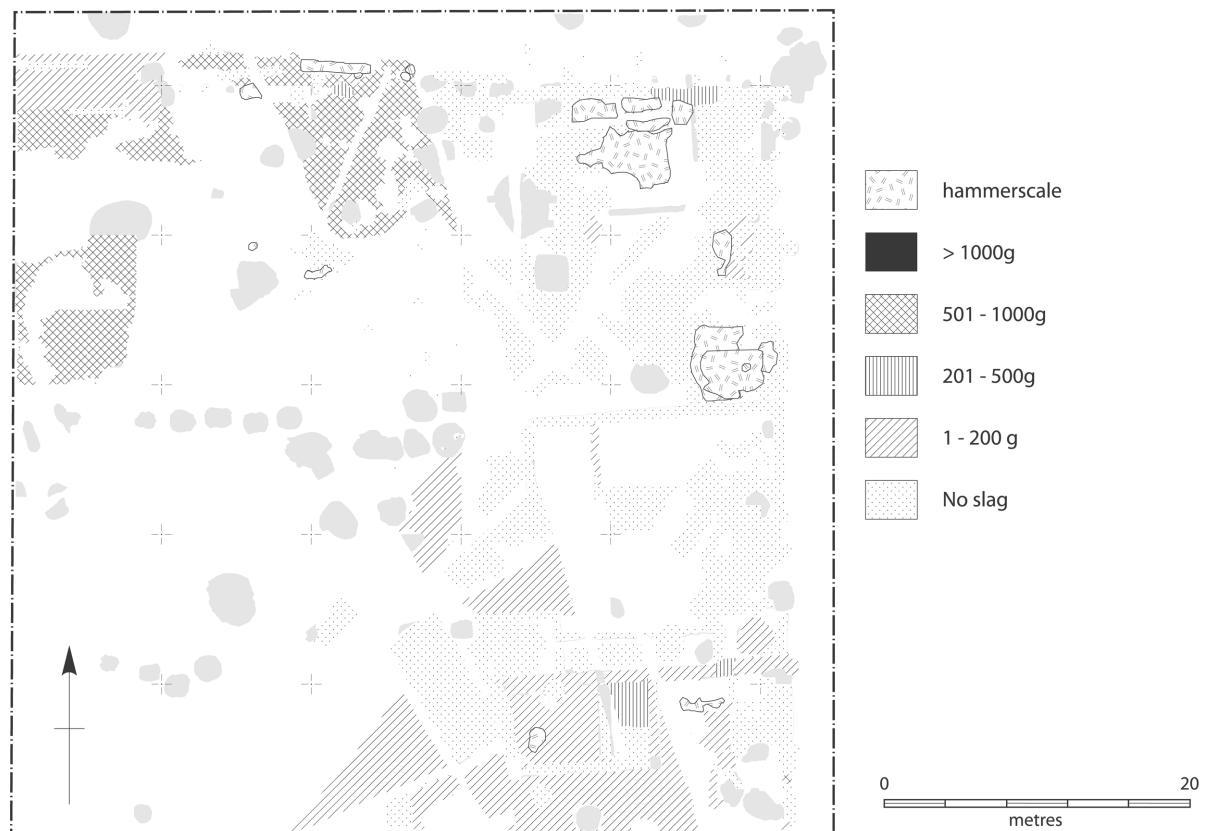 hammerscale
> 1000g
501 - 1000g
201 - 500g
1 - 200 g
No slag
0 20
metres